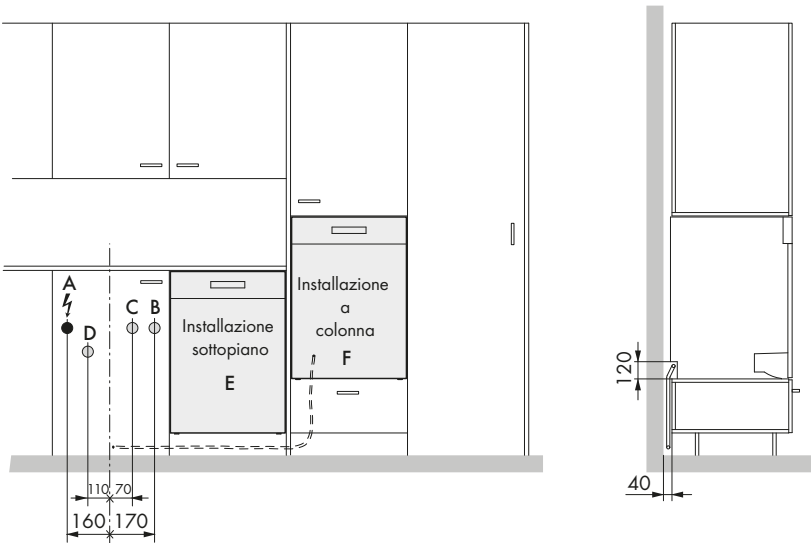 A
D
C B
Installazione
sottopiano
E
Installazione
a
colonna
F
110 70
160 170
120
40